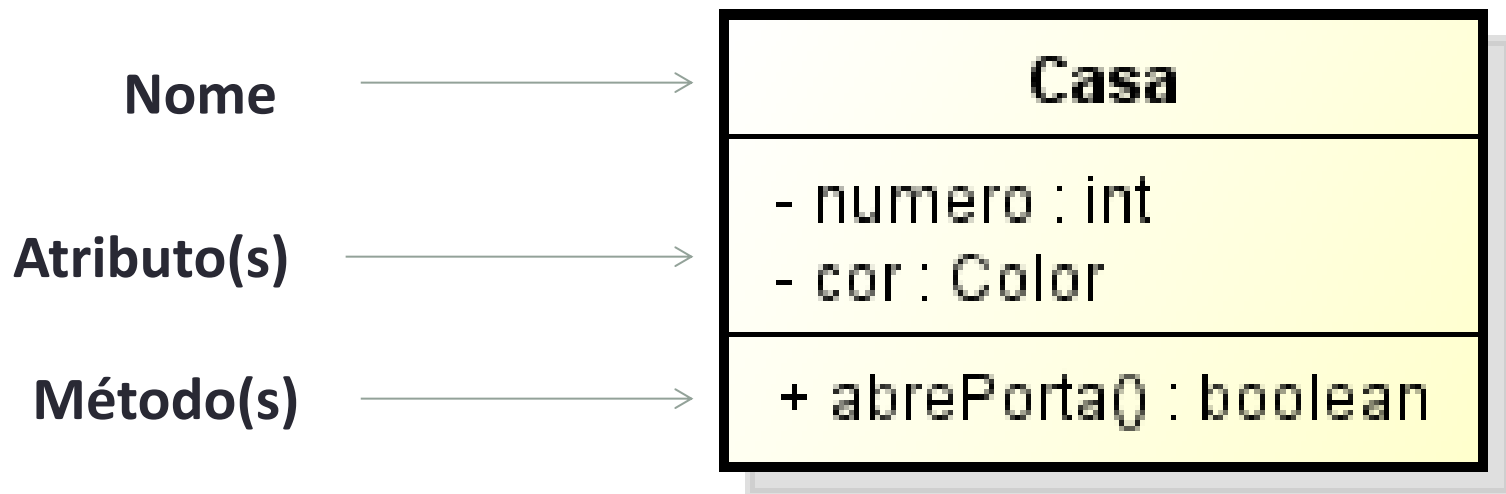 Nome
Casa
Atributo(s)
- numero : int
- cor : Color
Método(s)
+ abrePorta() : boolean